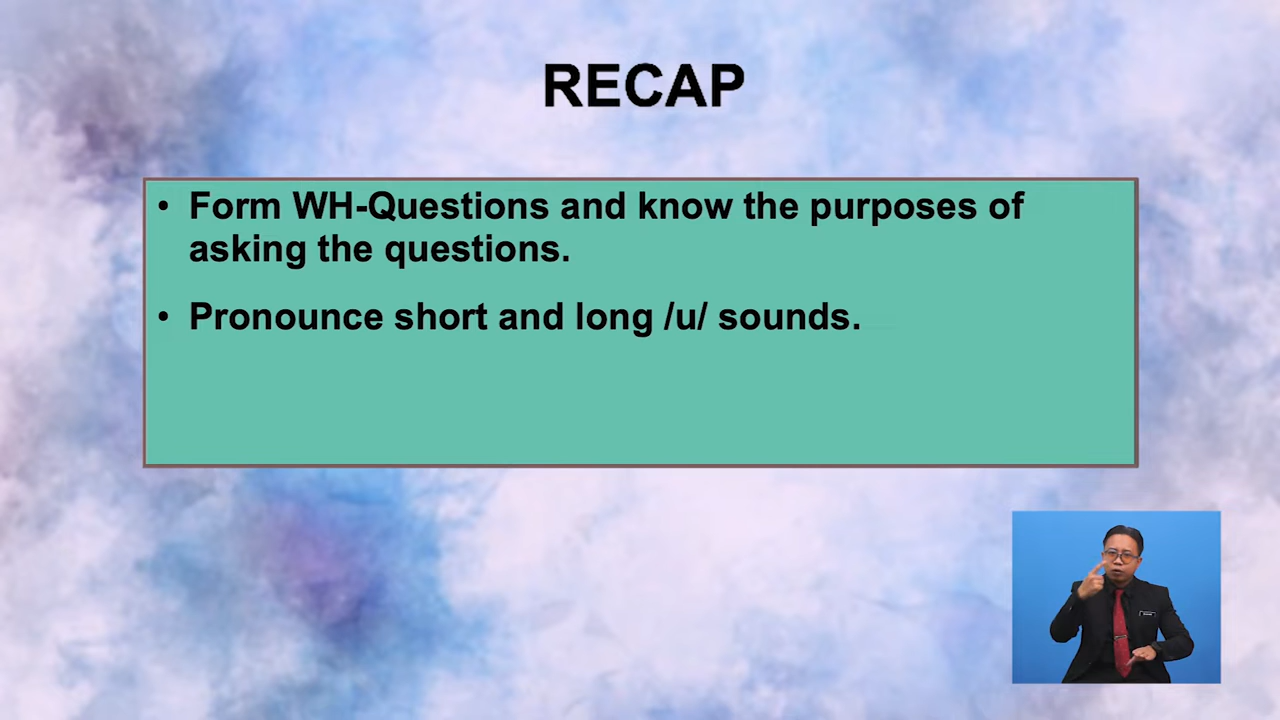 RECAP
• Form WH-Questions and know the purposes of
asking the questions.
• Pronounce short and long /u/ sounds.